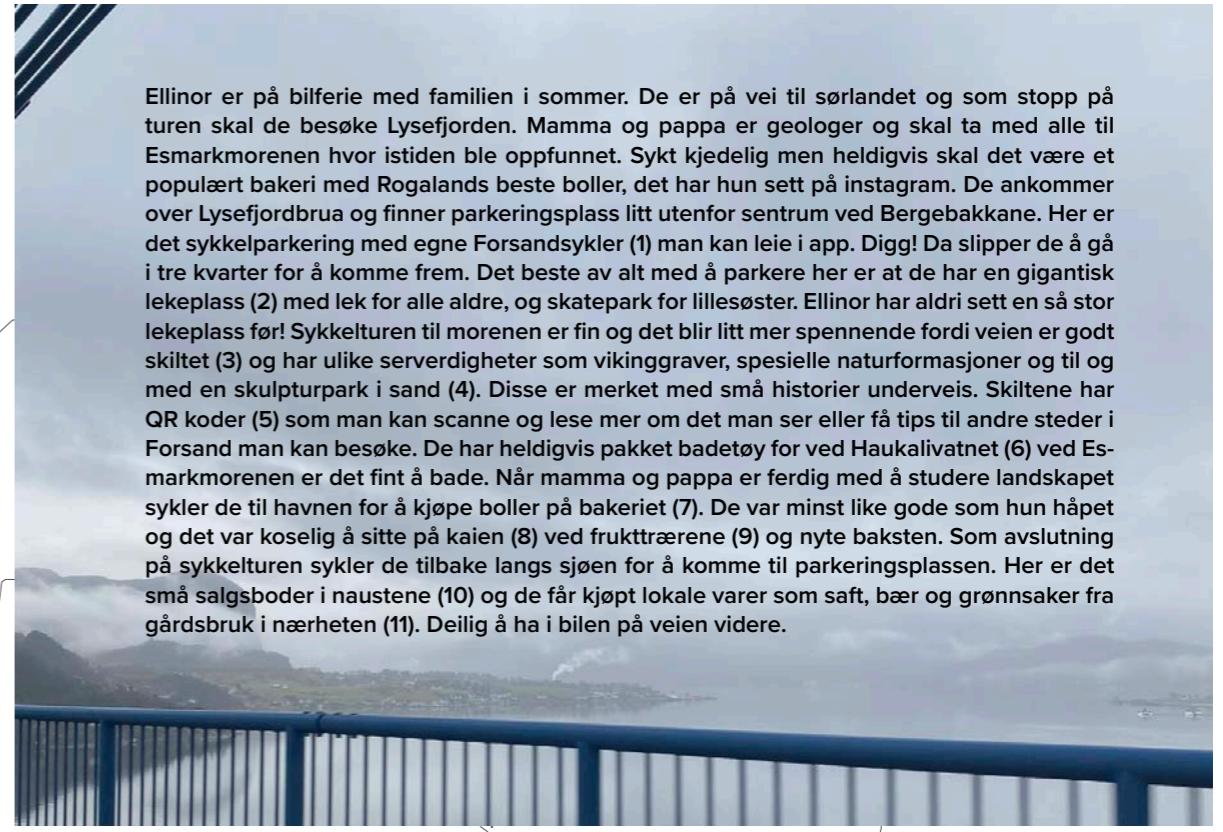 Ellinor er på bilferie med familien i sommer. De er på vei til sørlandet og som stopp på
turen skal de besøke Lysefjorden. Mamma og pappa er geologer og skal ta med alle til
Esmarkmorenen hvor istiden ble oppfunnet. Sykt kjedelig men heldigvis skal det være et
populært bakeri med Rogalands beste boller, det har hun sett på instagram. De ankommer
over Lysefjordbrua og finner parkeringsplass litt utenfor sentrum ved Bergebakkane. Her er
det sykkelparkering med egne Forsandsykler (1) man kan leie i app. Digg! Da slipper de å gå
i tre kvarter for å komme frem. Det beste av alt med å parkere her er at de har en gigantisk
lekeplass (2) med lek for alle aldre, og skatepark for lillesøster. Ellinor har aldri sett en så stor
lekeplass før! Sykkelturen til morenen er fin og det blir litt mer spennende fordi veien er godt
skiltet (3) og har ulike serverdigheter som vikinggraver, spesielle naturformasjoner og til og
med en skulpturpark i sand (4). Disse er merket med små historier underveis. Skiltene har
QR koder (5) som man kan scanne og lese mer om det man ser eller få tips til andre steder i
Forsand man kan besøke. De har heldigvis pakket badetøy for ved Haukalivatnet (6) ved Es-
markmorenen er det fint å bade. Når mamma og pappa er ferdig med å studere landskapet
sykler de til havnen for å kjøpe boller på bakeriet (7). De var minst like gode som hun håpet
og det var koselig å sitte på kaien (8) ved frukttrærene (9) og nyte baksten. Som avslutning
på sykkelturen sykler de tilbake langs sjøen for å komme til parkeringsplassen. Her er det
små salgsboder i naustene (10) og de får kjøpt lokale varer som saft, bær og grønnsaker fra
gårdsbruk i nærheten (11). Deilig å ha i bilen på veien videre.